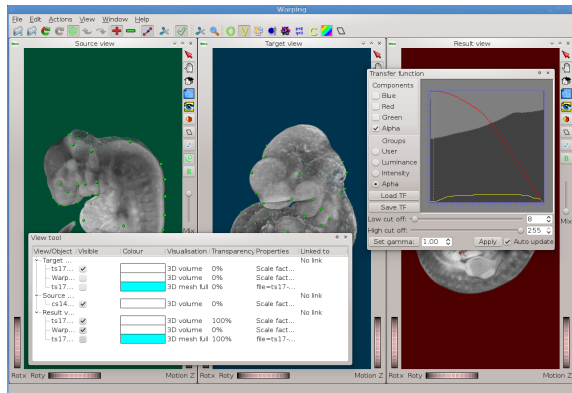 Warping
File Edit Actions View Window Help
Source view
Target view
Result view
Transfer function
Components
Blue
Red
Green
Alpha
Groups
User
Luminance
Intensity
Apha
Load TF
Save TF
Low cut off: 8
High cut off: 255
Set gamma: 1.00 Apply Auto update
Mix
Mix
View tool
View/Object Visible Colour Visualisation Transparency Properties Linked to
Target ... No link
ts17... 3D volume 0% Scale fact...
Warp... 3D volume 0% Scale fact...
ts17... 3D mesh full 0% file=ts17-...
Source ... No link
cs14... 3D volume 0% Scale fact...
Result v... No link
ts17... 3D volume 100% Scale fact...
Warp... 3D volume 0% Scale fact...
ts17... 3D mesh full 100% file=ts17-...
Rotx Roty Motion Z
Rotx Roty Motion Z
Rotx Roty Motion Z